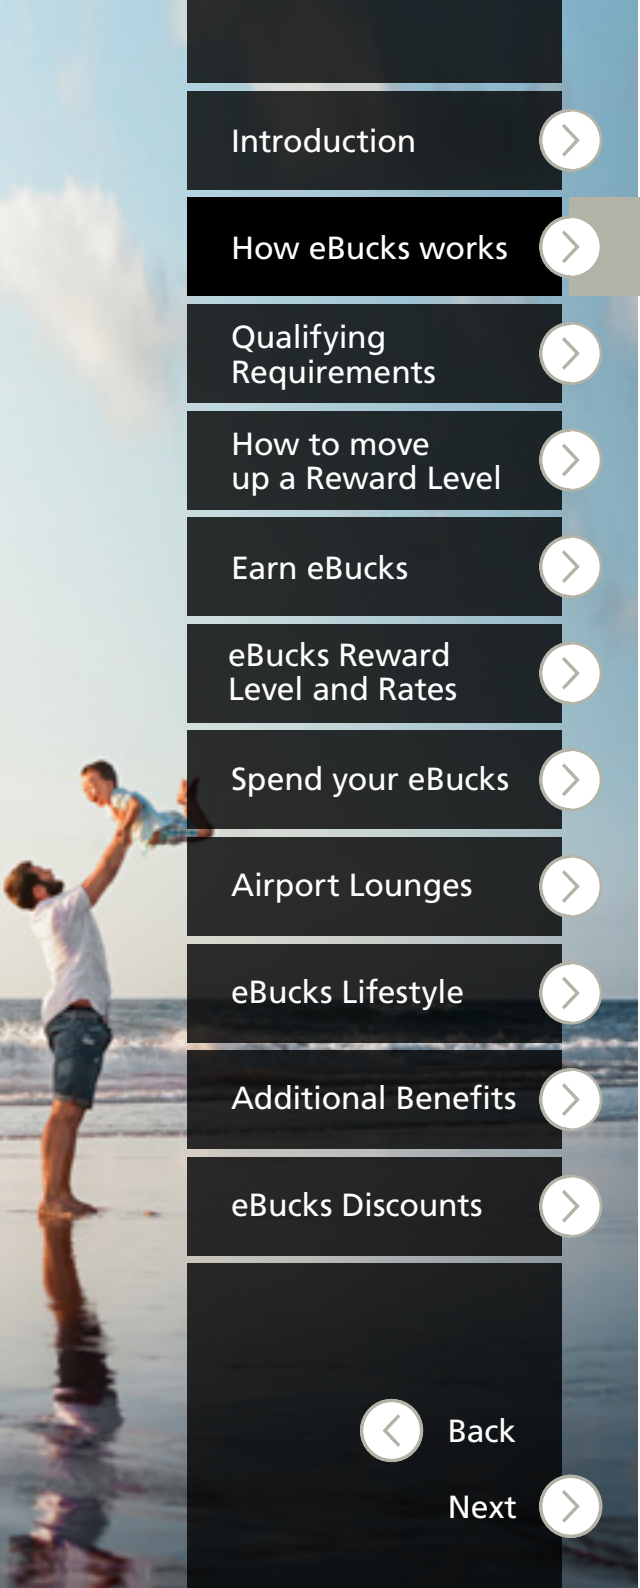 Introduction
How eBucks works
Qualifying
Requirements
How to move
up a Reward Level
Earn eBucks
eBucks Reward
Level and Rates
Spend your eBucks
Airport Lounges
eBucks Lifestyle
Additional Benefits
eBucks Discounts
Back
Next